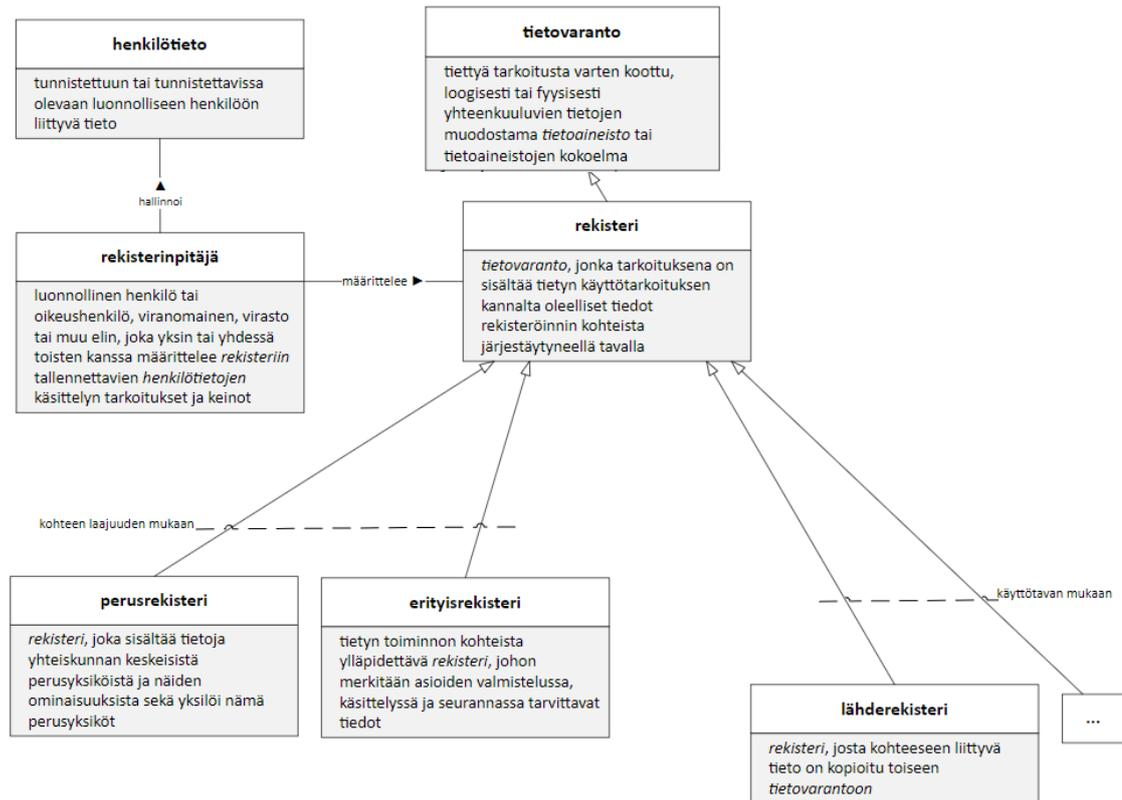 henkilötieto
tunnistettuun tai tunnistettavissa
olevaan luonnolliseen henkilöön
liittyvä tieto
tietovaranto
tiettyä tarkoitusta varten koottu,
loogisesti tai fyysisesti
yhteenkuuluvien tietojen
muodostama tietoaineisto tai
tietoaineistojen kokoelma
hallinnoi
rekisterinpitäjä
luonnollinen henkilö tai
oikeushenkilö, viranomainen, virasto
tai muu elin, joka yksin tai yhdessä
toisten kanssa määrittelee rekisteriin
tallennettavien henkilötietojen
käsittelyn tarkoitukset ja keinot
määrittelee
rekisteri
tietovaranto, jonka tarkoituksena on
sisältää tietyn käyttötarkoituksen
kannalta oleelliset tiedot
rekisteröinnin kohteista
järjestäytyneellä tavalla
kohteen laajuuden mukaan
käyttötavan mukaan
perusrekisteri
rekisteri, joka sisältää tietoja
yhteiskunnan keskeisistä
perusyksiköistä ja näiden
ominaisuuksista sekä yksilöi nämä
perusyksiköt
erityisrekisteri
tietyn toiminnon kohteista
ylläpidettävä rekisteri, johon
merkitään asioiden valmistelussa,
käsittelyssä ja seurannassa tarvittavat
tiedot
lähderekisteri
rekisteri, josta kohteeseen liittyvä
tieto on kopioitu toiseen
tietovarantoon
...